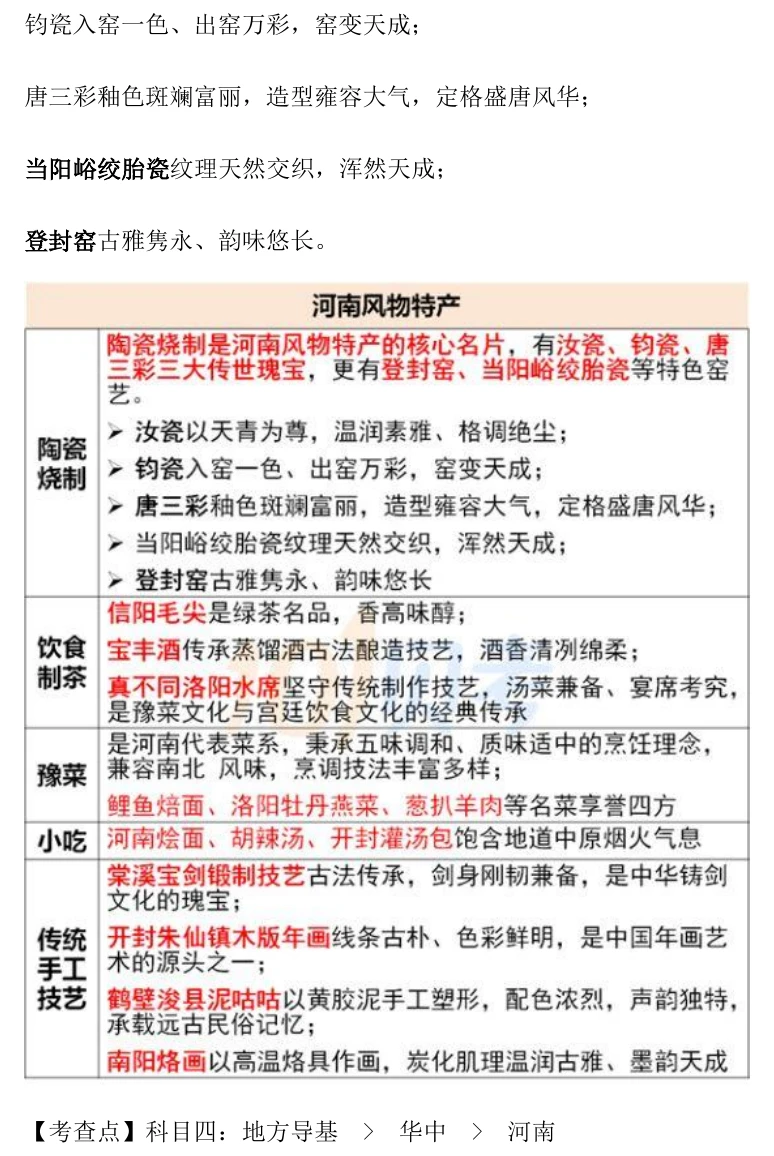 钧瓷入窑一色、出窑万彩，窑变天成；
唐三彩釉色斑斓富丽，造型雍容大气，定格盛唐风华；
当阳峪绞胎瓷纹理天然交织，浑然天成；
登封窑古雅隽永、韵味悠长。
河南风物特产
陶瓷
烧制
陶瓷烧制是河南风物特产的核心名片，有汝瓷、钧瓷、唐
三彩三大传世瑰宝，更有登封窑、当阳峪绞胎瓷等特色窑
艺。
➢ 汝瓷以天青为尊，温润素雅、格调绝尘；
➢ 钧瓷入窑一色、出窑万彩，窑变天成；
➢ 唐三彩釉色斑斓富丽，造型雍容大气，定格盛唐风华；
➢ 当阳峪绞胎瓷纹理天然交织，浑然天成；
➢ 登封窑古雅隽永、韵味悠长
饮食
制茶
信阳毛尖是绿茶名品，香高味醇；
宝丰酒传承蒸馏酒古法酿造技艺，酒香清冽绵柔；
真不同洛阳水席坚守传统制作技艺，汤菜兼备、宴席考究，
是豫菜文化与宫廷饮食文化的经典传承
豫菜
是河南代表菜系，秉承五味调和、质味适中的烹饪理念，
兼容南北 风味，烹调技法丰富多样；
鲤鱼焙面、洛阳牡丹燕菜、葱扒羊肉等名菜享誉四方
小吃
河南烩面、胡辣汤、开封灌汤包饱含地道中原烟火气息
传统
手工
技艺
棠溪宝剑锻制技艺古法传承，剑身刚韧兼备，是中华铸剑
文化的瑰宝；
开封朱仙镇木版年画线条古朴、色彩鲜明，是中国年画艺
术的源头之一；
鹤壁浚县泥咕咕以黄胶泥手工塑形，配色浓烈，声韵独特，
承载远古民俗记忆；
南阳烙画以高温烙具作画，炭化肌理温润古雅、墨韵天成
【考查点】科目四：地方导基 > 华中 > 河南